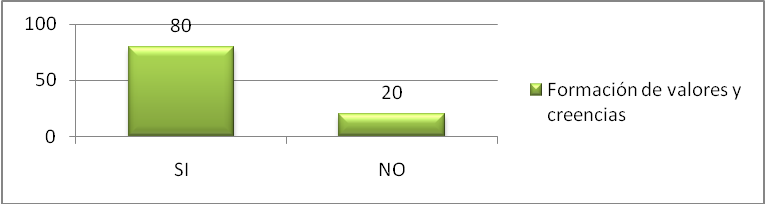 100
80
50
20
0
SI
NO
Formación de valores y
creencias